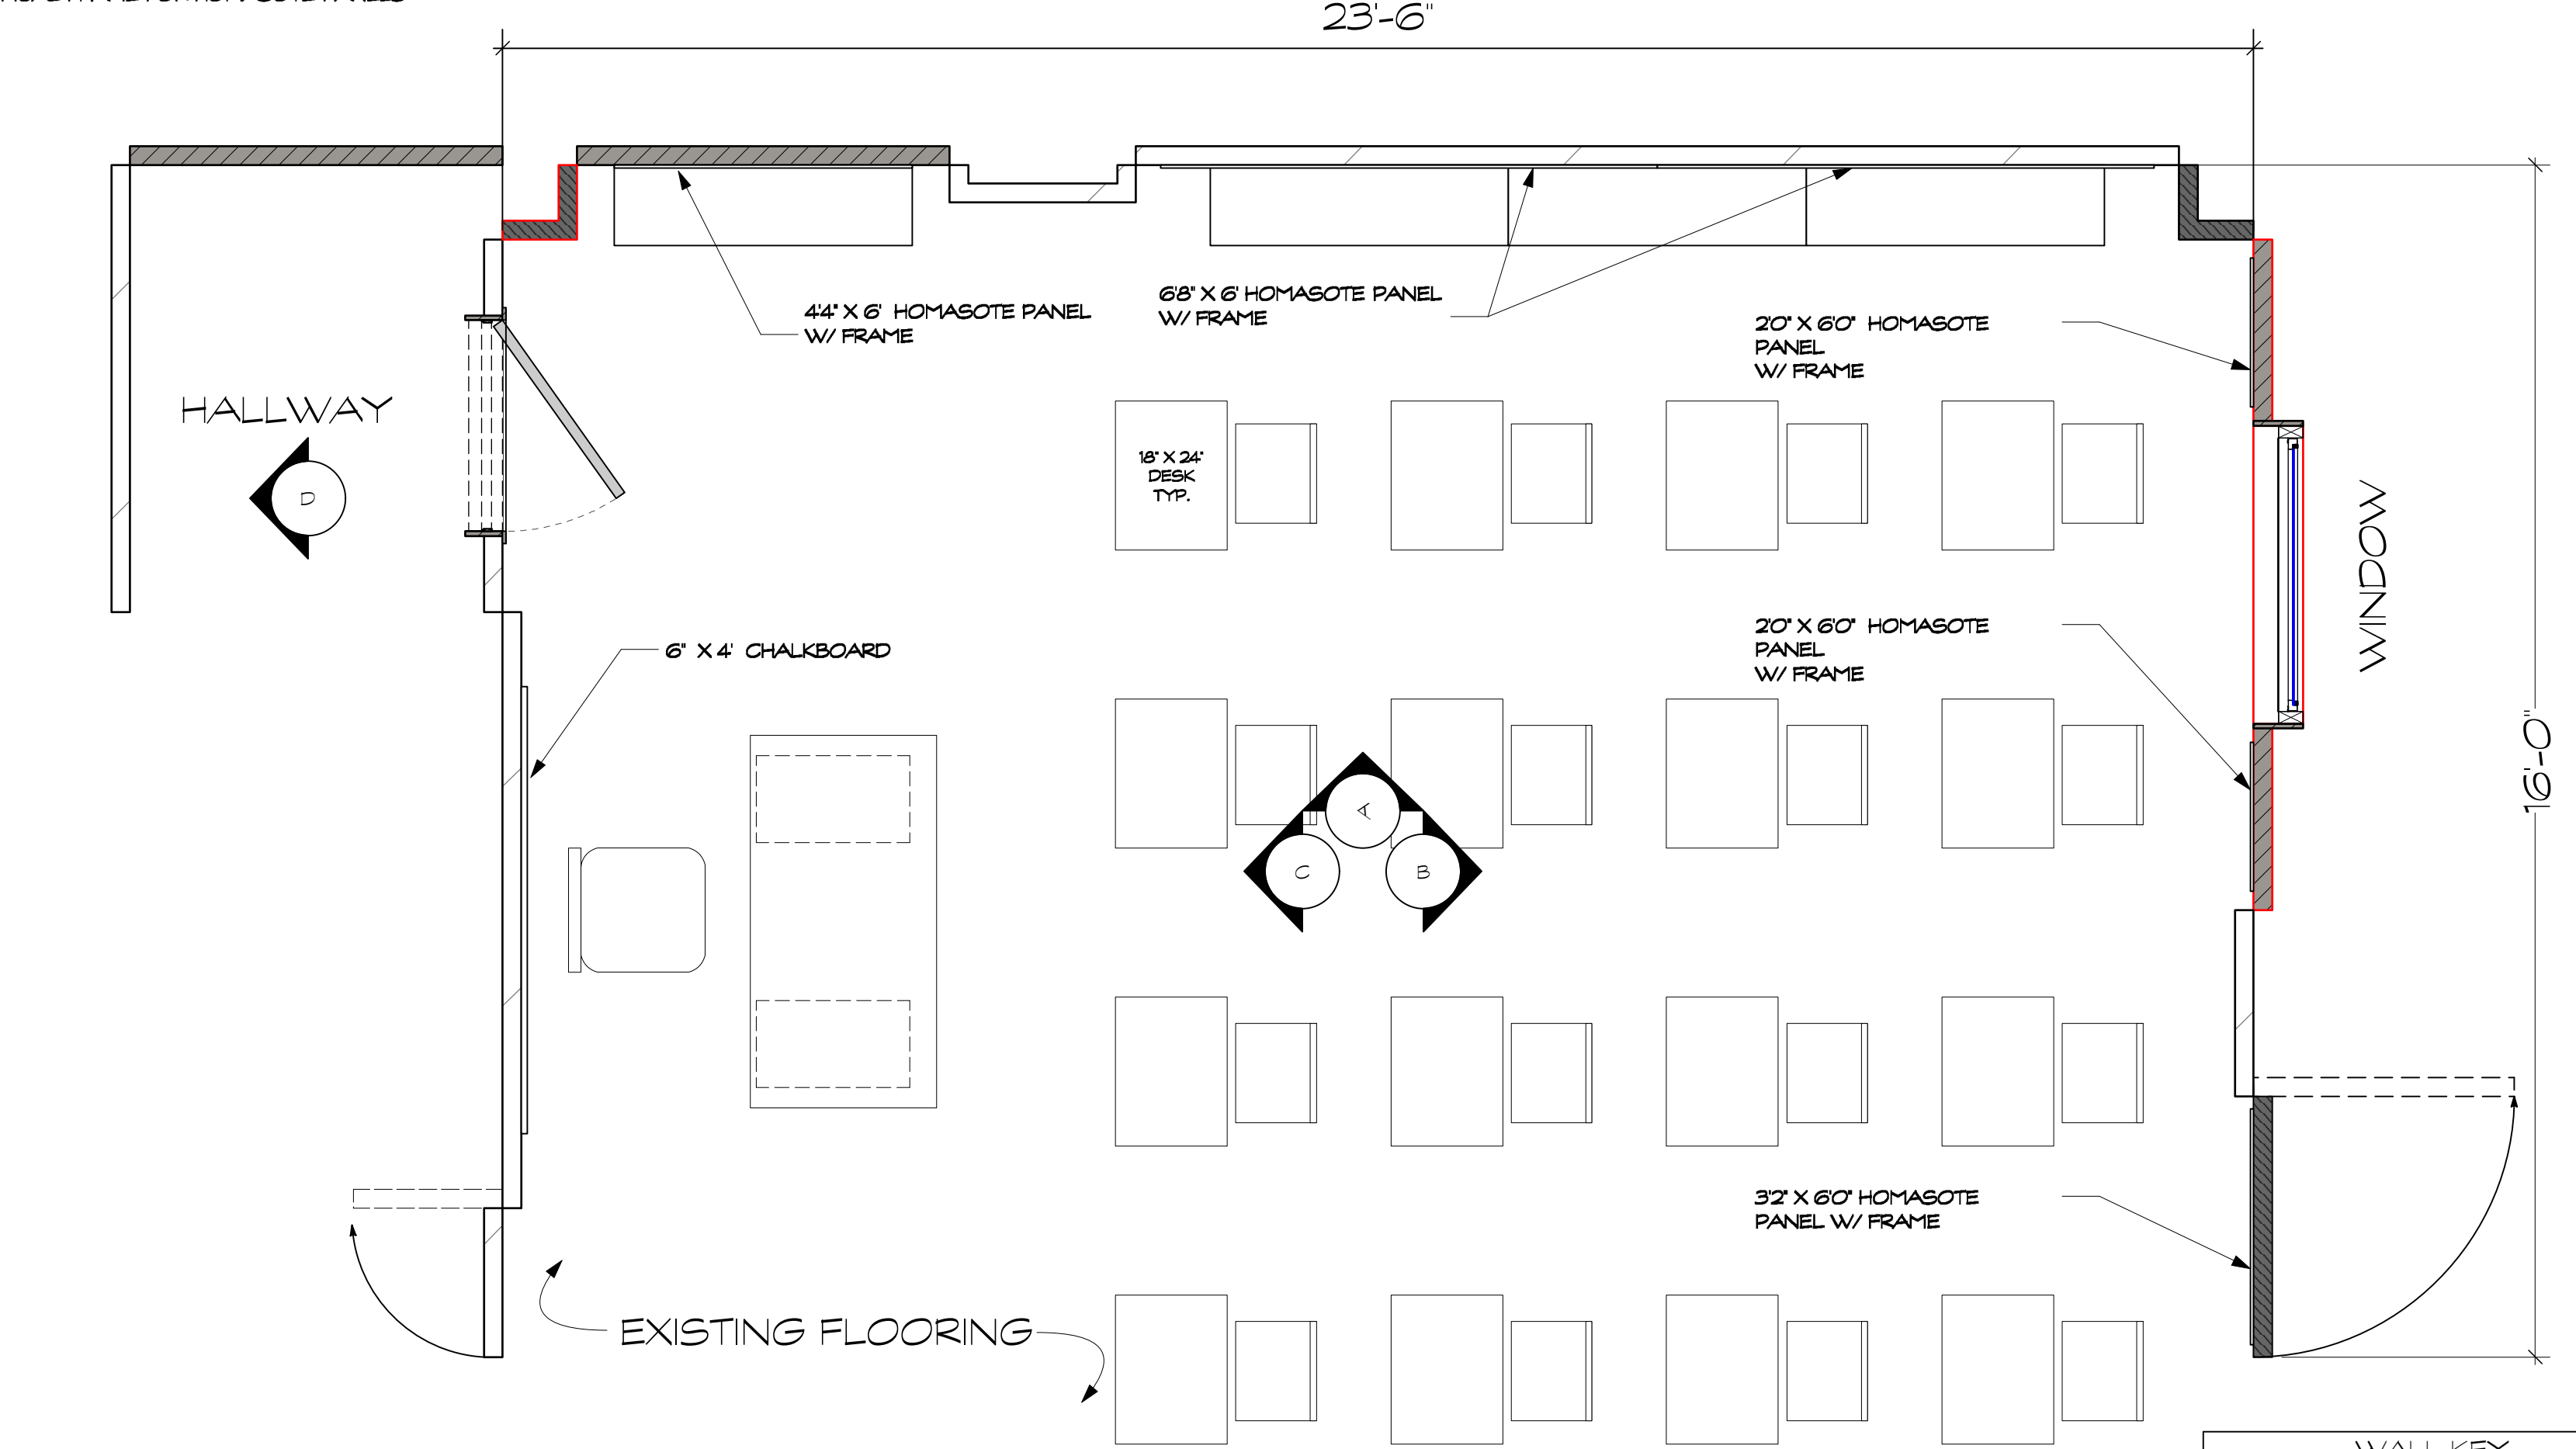 23'-6"
4'4" X 6' HOMASOTE PANEL
W/ FRAME
6'8" X 6' HOMASOTE PANEL
W/ FRAME
2'0" X 6'0" HOMASOTE
PANEL
W/ FRAME
HALLWAY
D
18" X 24"
DESK
TYP.
WINDOW
2'0" X 6'0" HOMASOTE
PANEL
W/ FRAME
6" X 4' CHALKBOARD
16'-0"
A
C
B
3'2" X 6'0" HOMASOTE
PANEL W/ FRAME
EXISTING FLOORING
WALL KEY